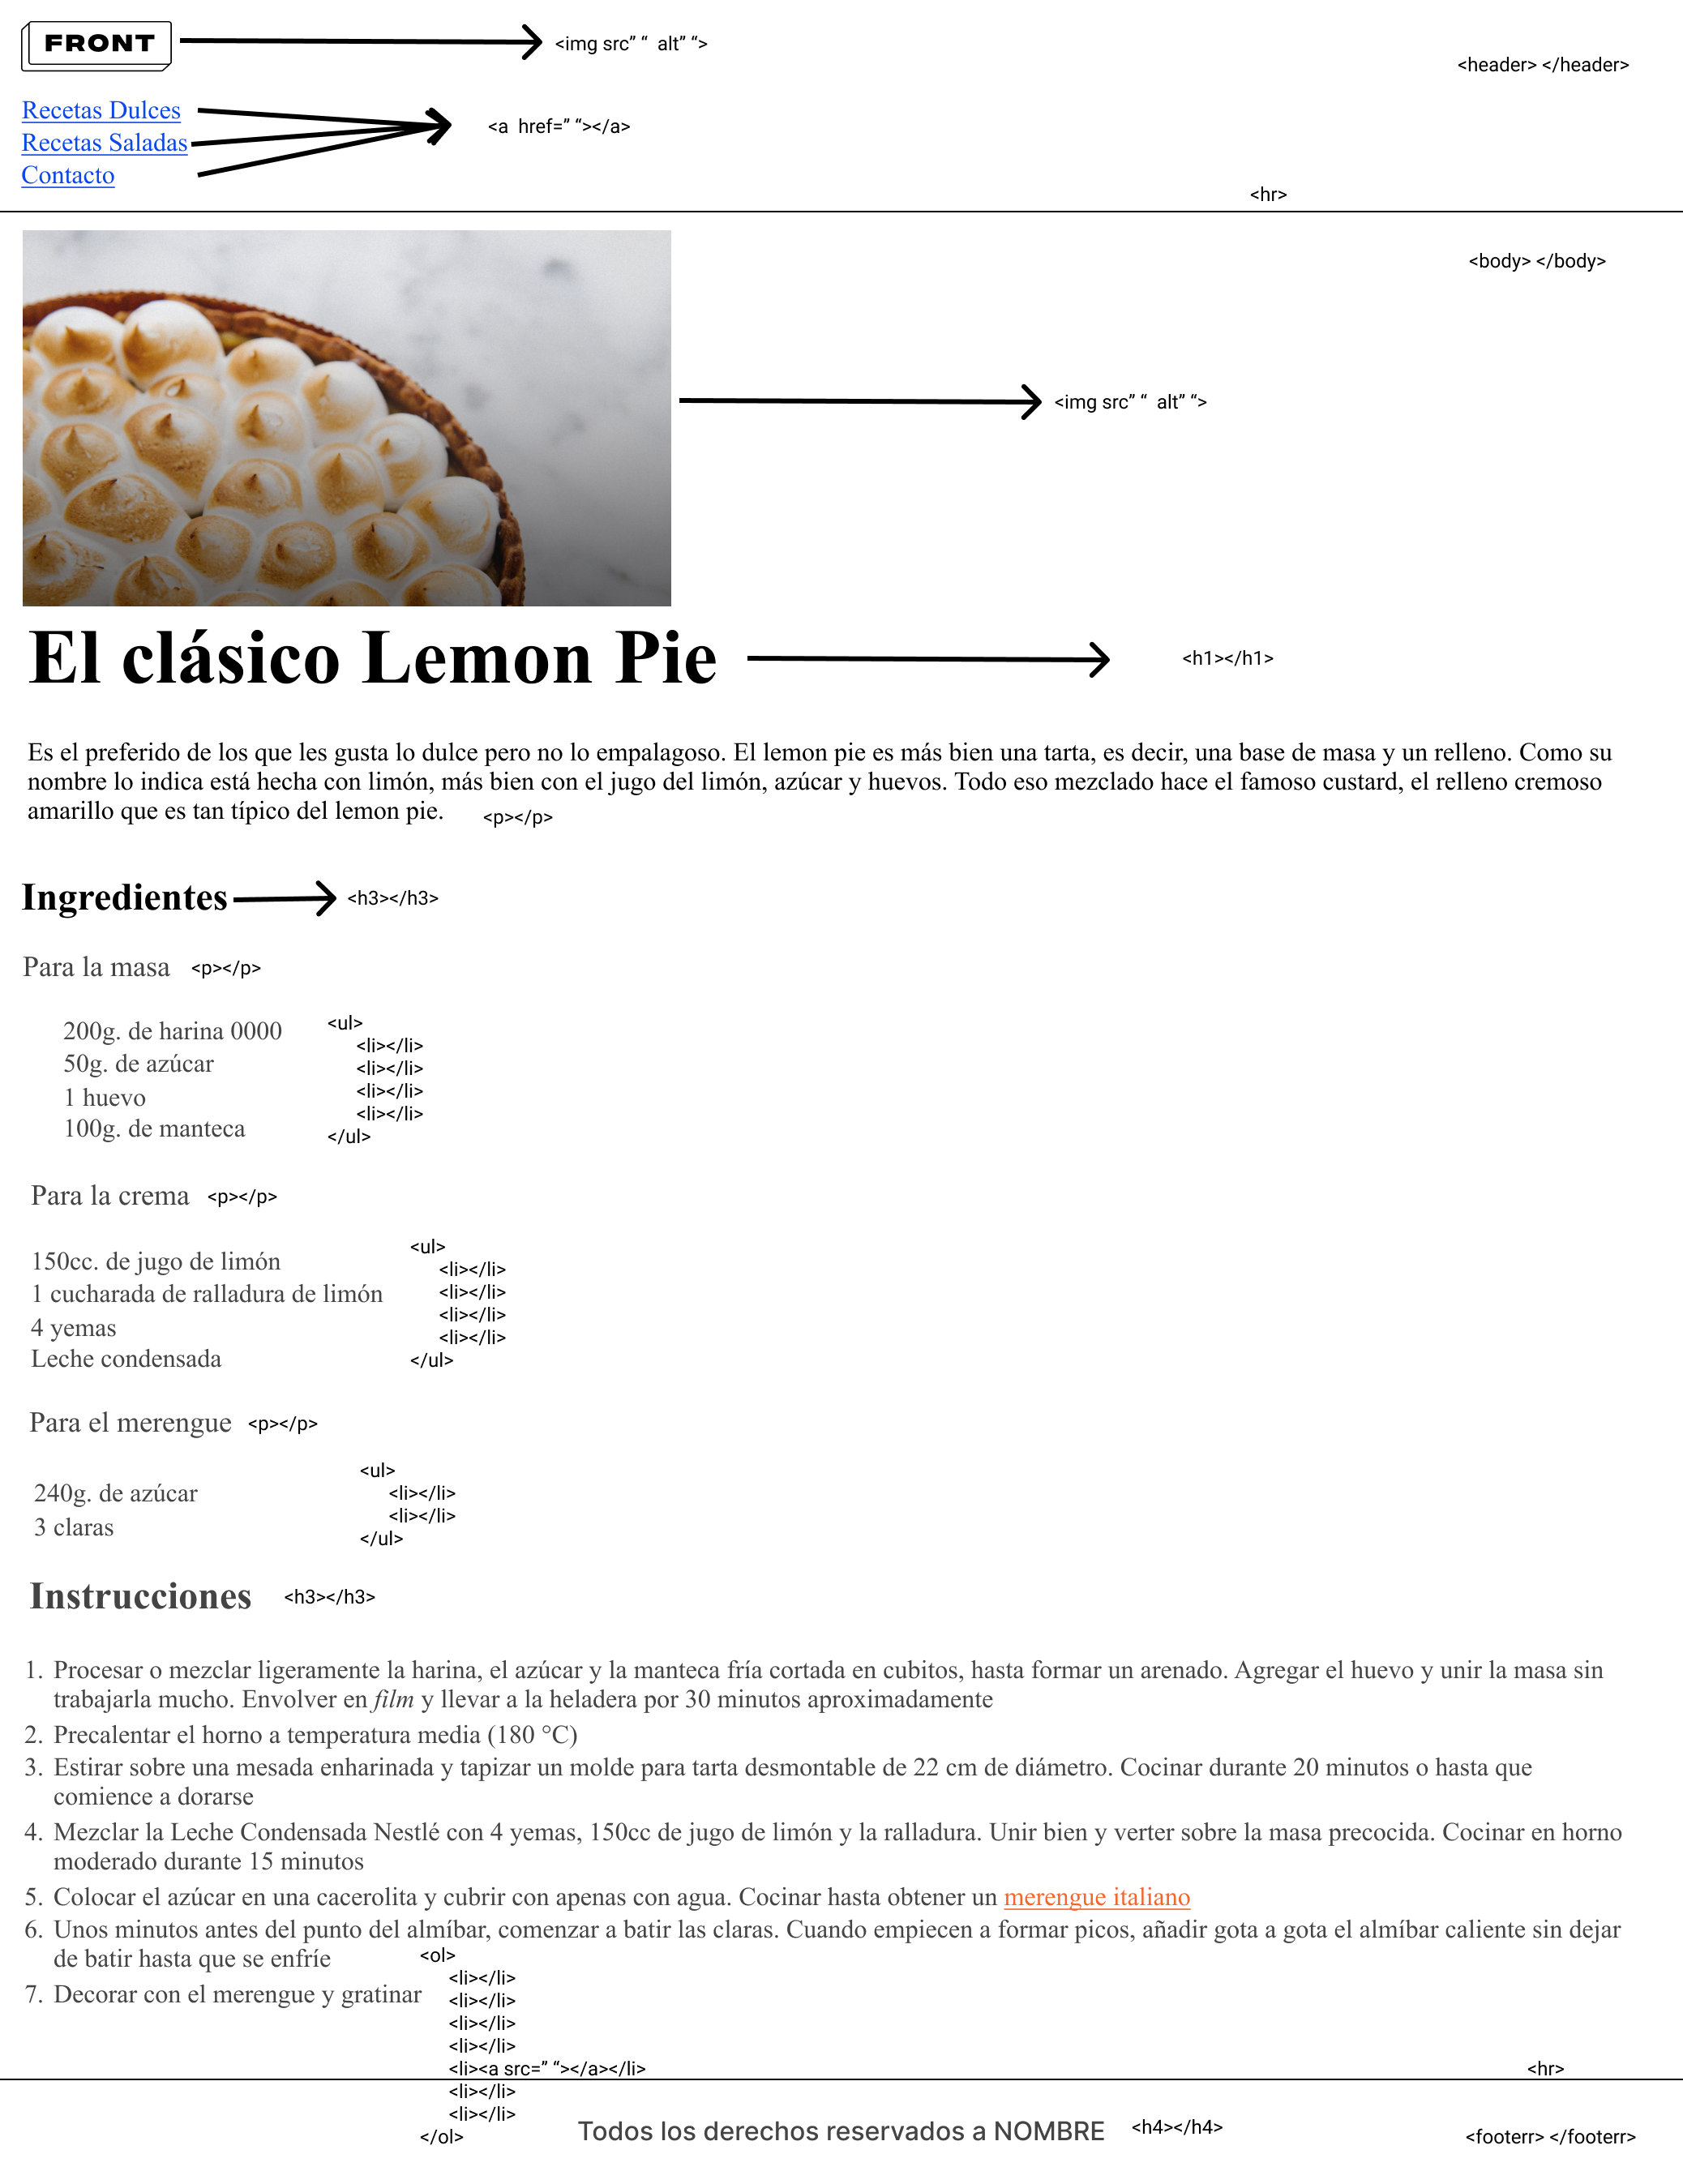 FRONT
<img src” “  alt” “>
<header> </header>
Recetas Dulces
Recetas Saladas
Contacto
<a  href=” “></a>
<hr>
<body> </body>
<img src” “  alt” “>
El clásico Lemon Pie
<h1></h1>
Es el preferido de los que les gusta lo dulce pero no lo empalagoso. El lemon pie es más bien una tarta, es decir, una base de masa y un relleno. Como su
nombre lo indica está hecha con limón, más bien con el jugo del limón, azúcar y huevos. Todo eso mezclado hace el famoso custard, el relleno cremoso
amarillo que es tan típico del lemon pie.
<p></p>
Ingredientes
<h3></h3>
Para la masa
<p></p>
200g. de harina 0000
50g. de azúcar
1 huevo
100g. de manteca
<ul>
<li></li>
<li></li>
<li></li>
<li></li>
</ul>
Para la crema
<p></p>
150cc. de jugo de limón
1 cucharada de ralladura de limón
4 yemas
Leche condensada
<ul>
<li></li>
<li></li>
<li></li>
<li></li>
</ul>
Para el merengue
<p></p>
240g. de azúcar
3 claras
<ul>
<li></li>
<li></li>
</ul>
Instrucciones
<h3></h3>
1. Procesar o mezclar ligeramente la harina, el azúcar y la manteca fría cortada en cubitos, hasta formar un arenado. Agregar el huevo y unir la masa sin
trabajarla mucho. Envolver en film y llevar a la heladera por 30 minutos aproximadamente
2. Precalentar el horno a temperatura media (180 °C)
3. Estirar sobre una mesada enharinada y tapizar un molde para tarta desmontable de 22 cm de diámetro. Cocinar durante 20 minutos o hasta que
comience a dorarse
4. Mezclar la Leche Condensada Nestlé con 4 yemas, 150cc de jugo de limón y la ralladura. Unir bien y verter sobre la masa precocida. Cocinar en horno
moderado durante 15 minutos
5. Colocar el azúcar en una cacerolita y cubrir con apenas con agua. Cocinar hasta obtener un merengue italiano
6. Unos minutos antes del punto del almíbar, comenzar a batir las claras. Cuando empiecen a formar picos, añadir gota a gota el almíbar caliente sin dejar
de batir hasta que se enfríe
7. Decorar con el merengue y gratinar
<ol>
<li></li>
<li></li>
<li></li>
<li></li>
<li><a src=” “></a></li>
<li></li>
<li></li>
</ol>
<hr>
Todos los derechos reservados a NOMBRE
<h4></h4>
<footerr> </footerr>